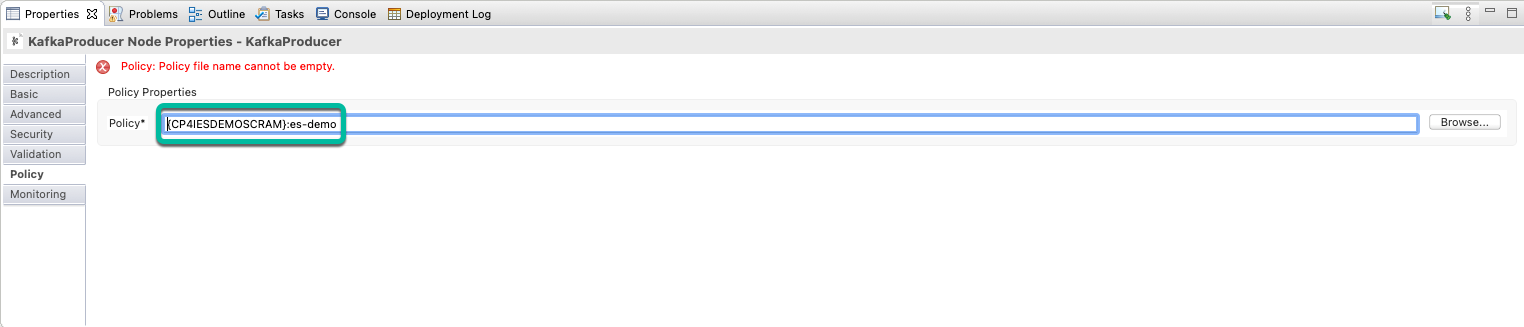 Properties Problems Outline Tasks Console Deployment Log
KafkaProducer Node Properties - KafkaProducer
Policy: Policy file name cannot be empty.
Description
Basic
Advanced
Security
Validation
Policy
Monitoring
Policy Properties
Policy* {CP4IESDEMOSCRAM}:es-demo Browse...